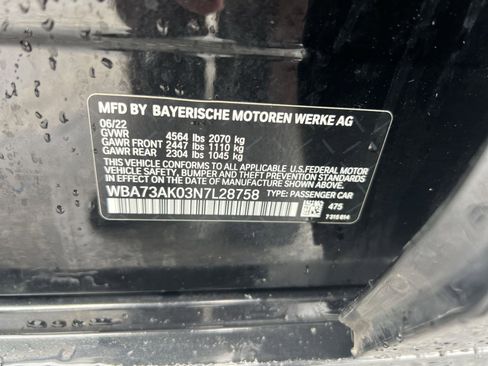 MFD BY BAYERISCHE MOTOREN WERKE AG
06/22
GVWR 4564 lbs 2070 kg
GAWR FRONT 2447 lbs 1110 kg
GAWR REAR 2304 lbs 1045 kg
THIS VEHICLE CONFORMS TO ALL APPLICABLE U.S.FEDERAL MOTOR
VEHICLE SAFETY, BUMPER AND THEFT PREVENTION STANDARDS
IN EFFECT ON THE DATE OF MANUFACTURE SHOWN ABOVE.
WBA73AK03N7L28758 TYPE: PASSENGER CAR
475
7 315 614